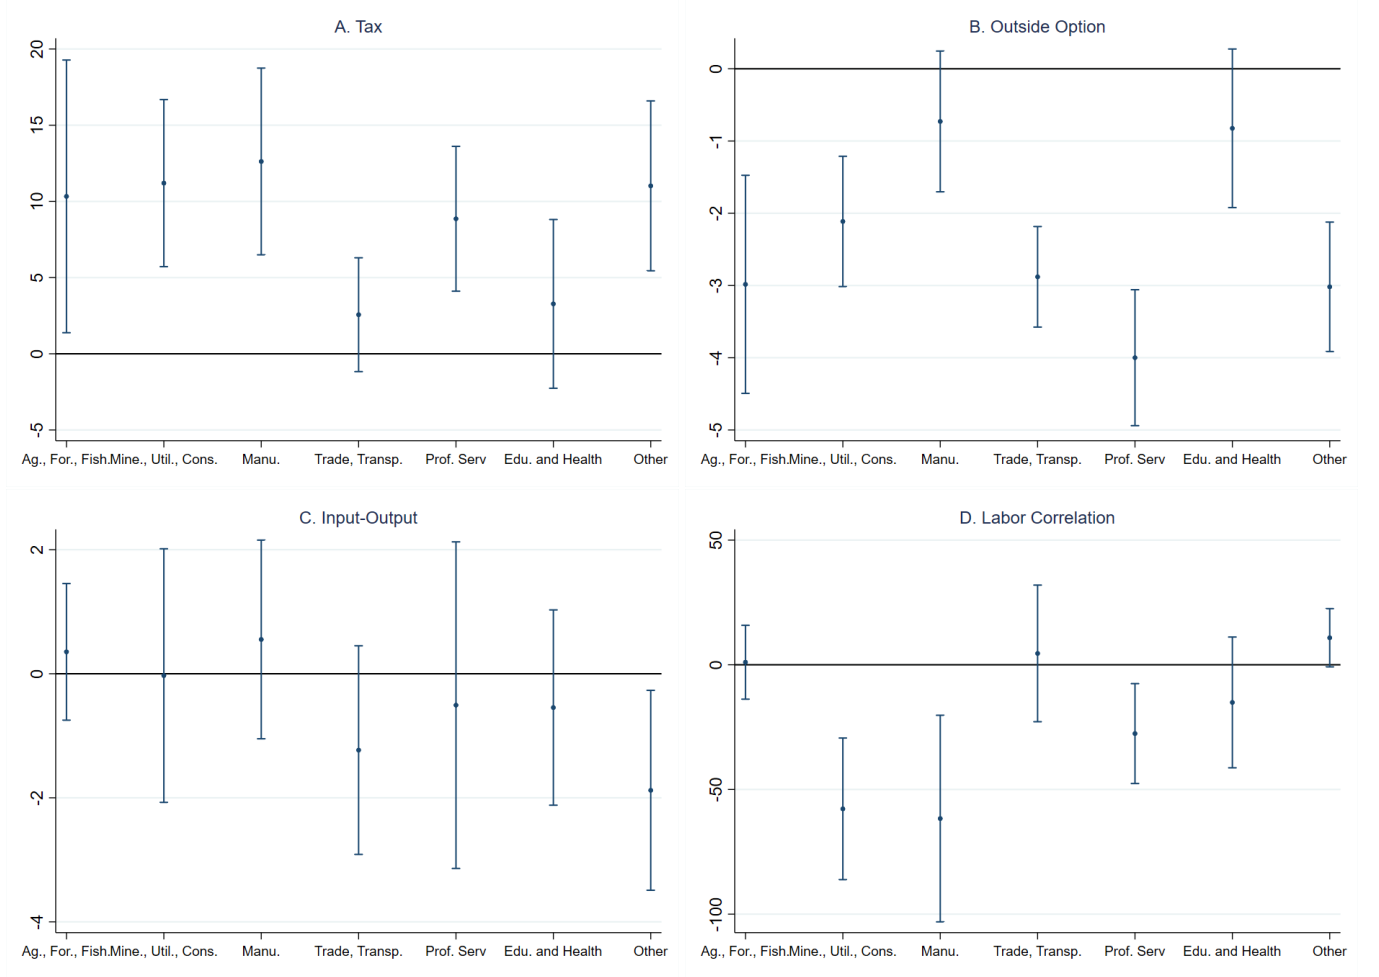 A. Tax
20
15
10
5
0
-5
Ag., For., Fish. Mine., Util., Cons. Manu. Trade, Transp. Prof. Serv Edu. and Health Other
B. Outside Option
0
-1
-2
-3
-4
-5
Ag., For., Fish. Mine., Util., Cons. Manu. Trade, Transp. Prof. Serv Edu. and Health Other
C. Input-Output
2
0
-2
-4
Ag., For., Fish. Mine., Util., Cons. Manu. Trade, Transp. Prof. Serv Edu. and Health Other
D. Labor Correlation
50
0
-50
-100
Ag., For., Fish. Mine., Util., Cons. Manu. Trade, Transp. Prof. Serv Edu. and Health Other